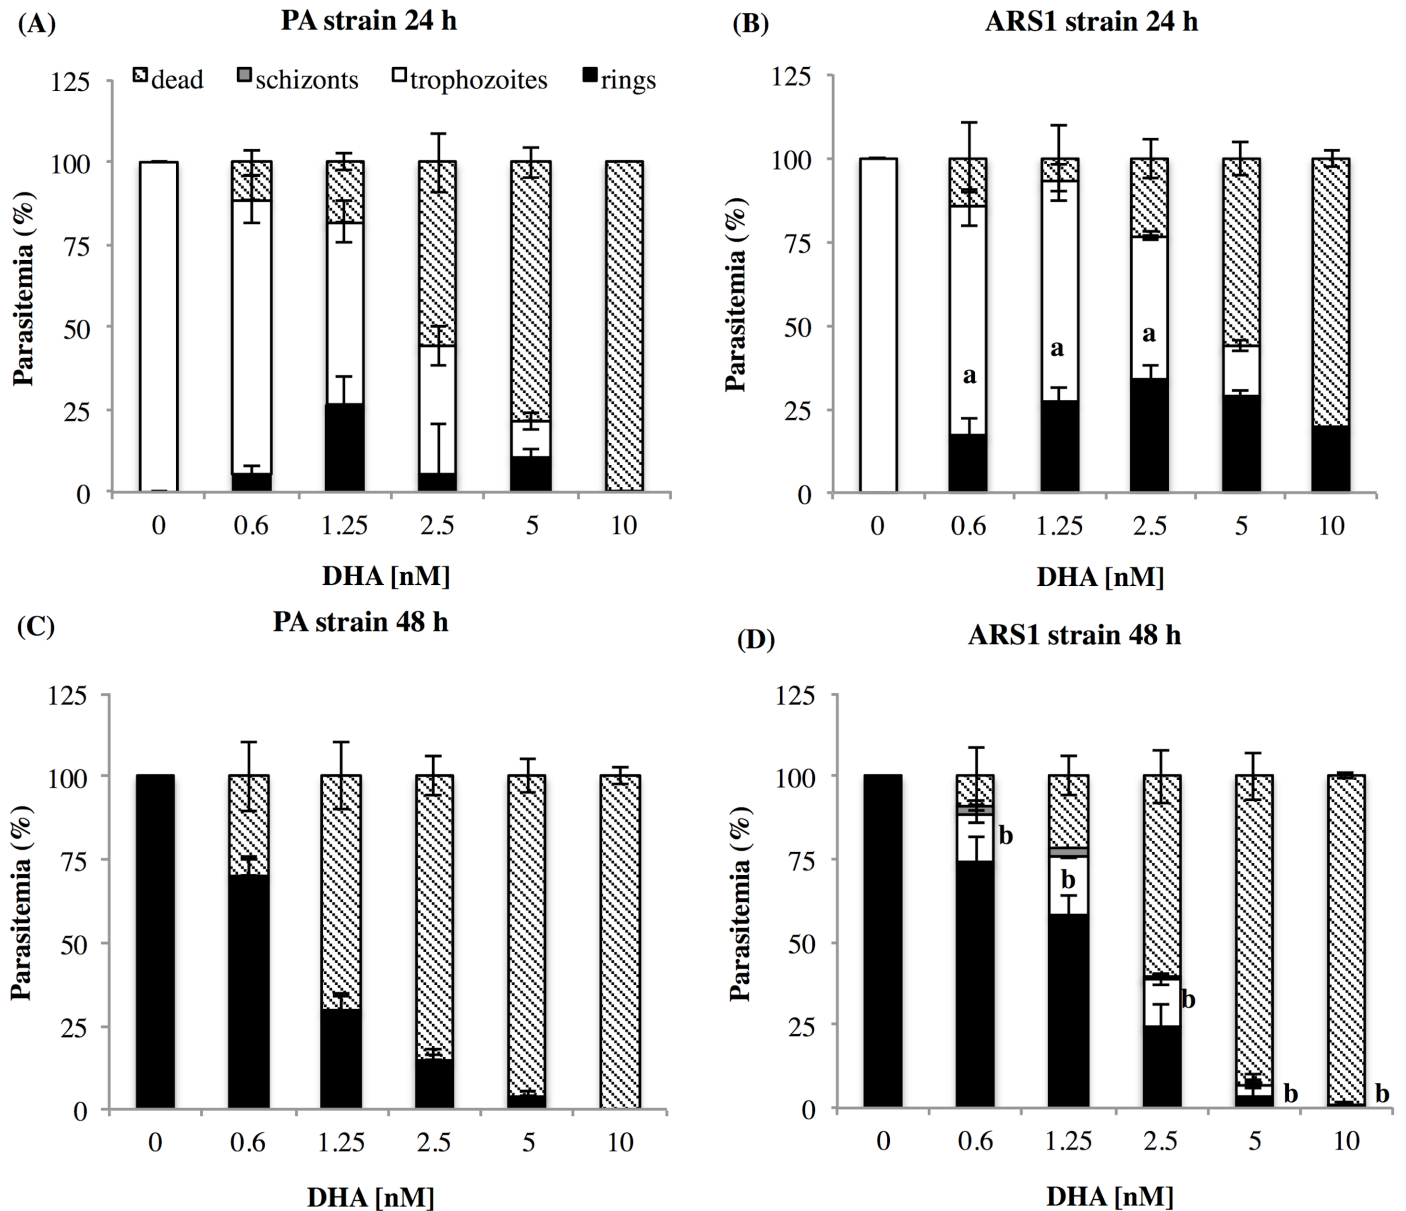 (A) PA strain 24 h
dead schizonts trophozoites rings
125
100
75
50
25
0
Parasitemia (%)
0 0.6 1.25 2.5 5 10
DHA [nM]
(B) ARS1 strain 24 h
125
100
75
50
25
0
Parasitemia (%)
a a a
0 0.6 1.25 2.5 5 10
DHA [nM]
(C) PA strain 48 h
125
100
75
50
25
0
Parasitemia (%)
0 0.6 1.25 2.5 5 10
DHA [nM]
(D) ARS1 strain 48 h
125
100
75
50
25
0
Parasitemia (%)
b b b b b
0 0.6 1.25 2.5 5 10
DHA [nM]